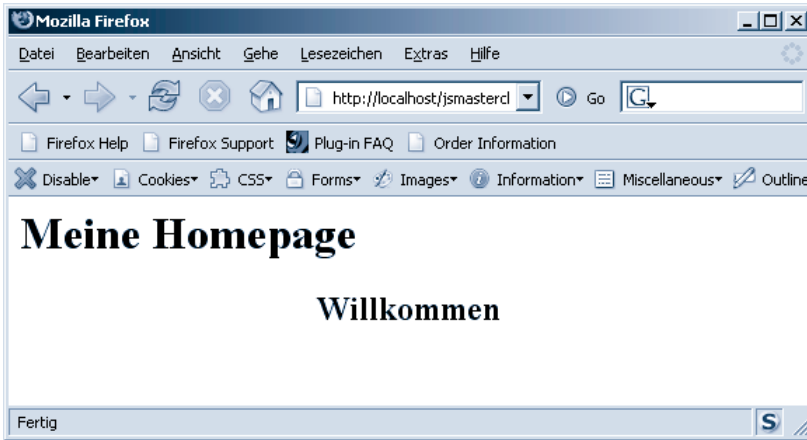 Mozilla Firefox
Datei Bearbeiten Ansicht Gehe Lesezeichen Extras Hilfe
http://localhost/jsmastercl Go G
Firefox Help Firefox Support Plug-in FAQ Order Information
Disable Cookies CSS Forms Images Information Miscellaneous Outline
Meine Homepage
Willkommen
Fertig S